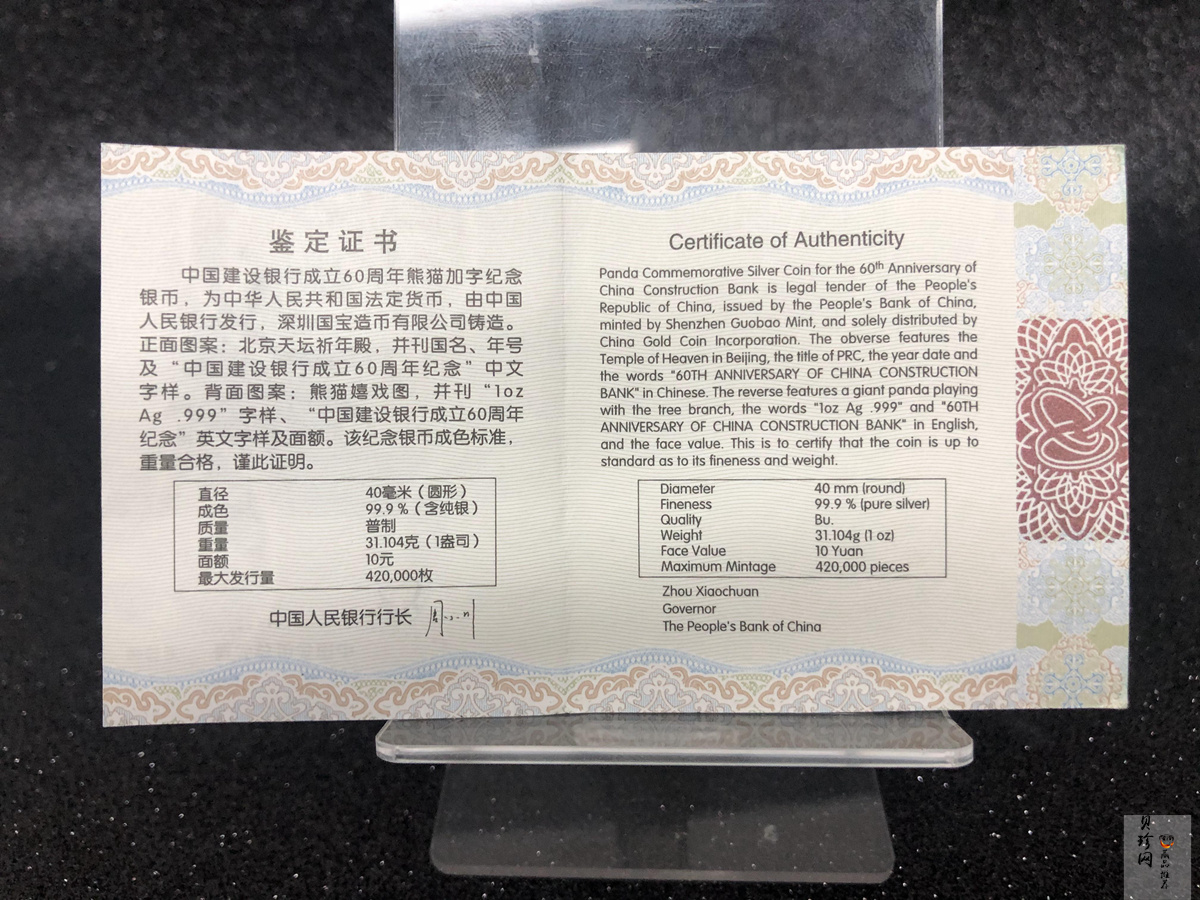 鉴定证书
中国建设银行成立60周年熊猫加字纪念
银币，为中华人民共和国法定货币，由中国
人民银行发行，深圳国宝造币有限公司铸造。
正面图案：北京天坛祈年殿，并刊国名、年号
及“中国建设银行成立60周年纪念”中文
字样。背面图案：熊猫嬉戏图，并刊“1oz
Ag .999”字样、“中国建设银行成立60周年
纪念”英文字样及面额。该纪念银币成色标准，
重量合格，谨此证明。
直径 40毫米（圆形）
成色 99.9％（含纯银）
质量 普制
重量 31.104克（1盎司）
面额 10元
最大发行量 420,000枚
中国人民银行行长 周小川
Certificate of Authenticity
Panda Commemorative Silver Coin for the 60th Anniversary of
China Construction Bank is legal tender of the People's
Republic of China, issued by the People's Bank of China,
minted by Shenzhen Guobao Mint, and solely distributed by
China Gold Coin Incorporation. The obverse features the
Temple of Heaven in Beijing, the title of PRC, the year date and
the words "60TH ANNIVERSARY OF CHINA CONSTRUCTION
BANK" in Chinese. The reverse features a giant panda playing
with the tree branch, the words "1oz Ag .999" and "60TH
ANNIVERSARY OF CHINA CONSTRUCTION BANK" in English,
and the face value. This is to certify that the coin is up to
standard as to its fineness and weight.
Diameter 40 mm (round)
Fineness 99.9 % (pure silver)
Quality Bu.
Weight 31.104g (1 oz)
Face Value 10 Yuan
Maximum Mintage 420,000 pieces
Zhou Xiaochuan
Governor
The People's Bank of China
贝珍网
商品推荐